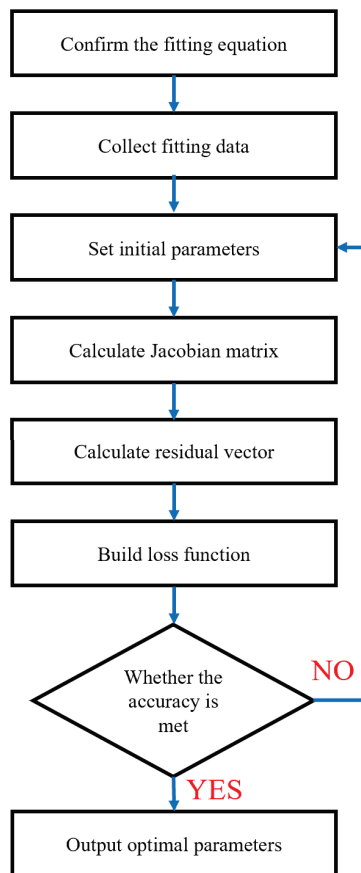 Confirm the fitting equation
Collect fitting data
Set initial parameters
Calculate Jacobian matrix
Calculate residual vector
Build loss function
Whether the
accuracy is
met
NO
YES
Output optimal parameters